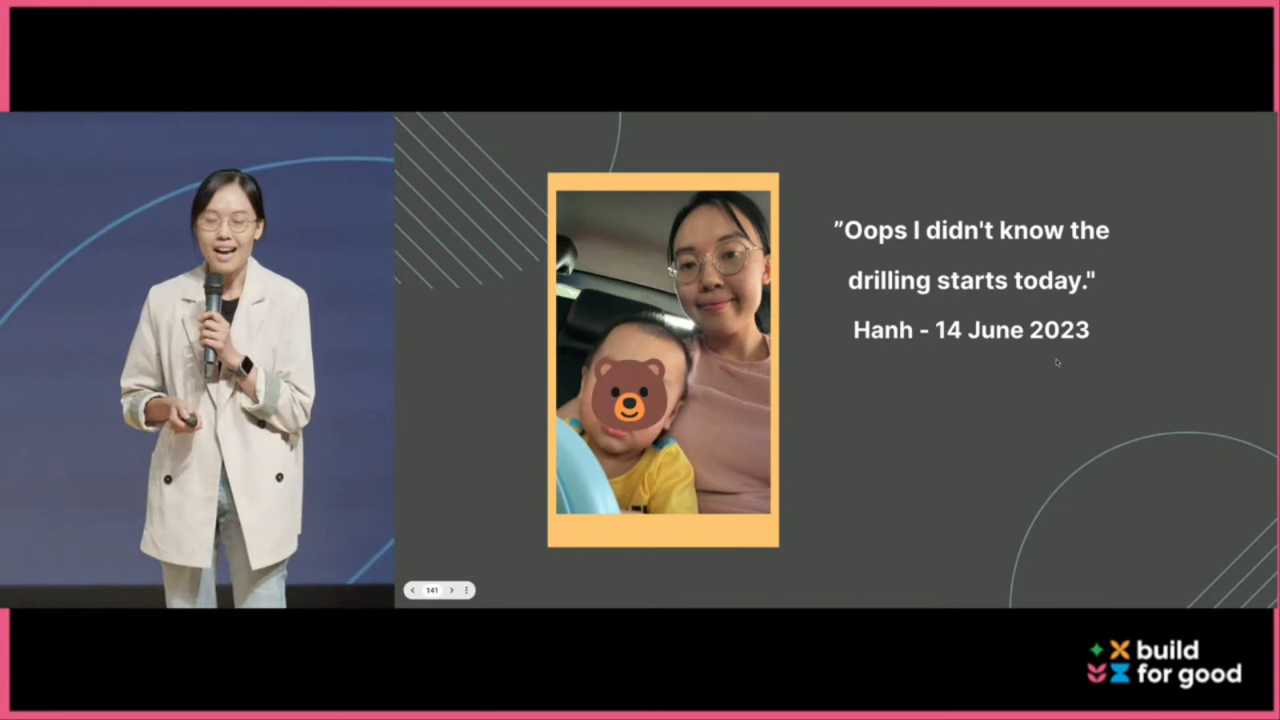 ”Oops I didn't know the
drilling starts today."
Hanh - 14 June 2023
141
build
for good